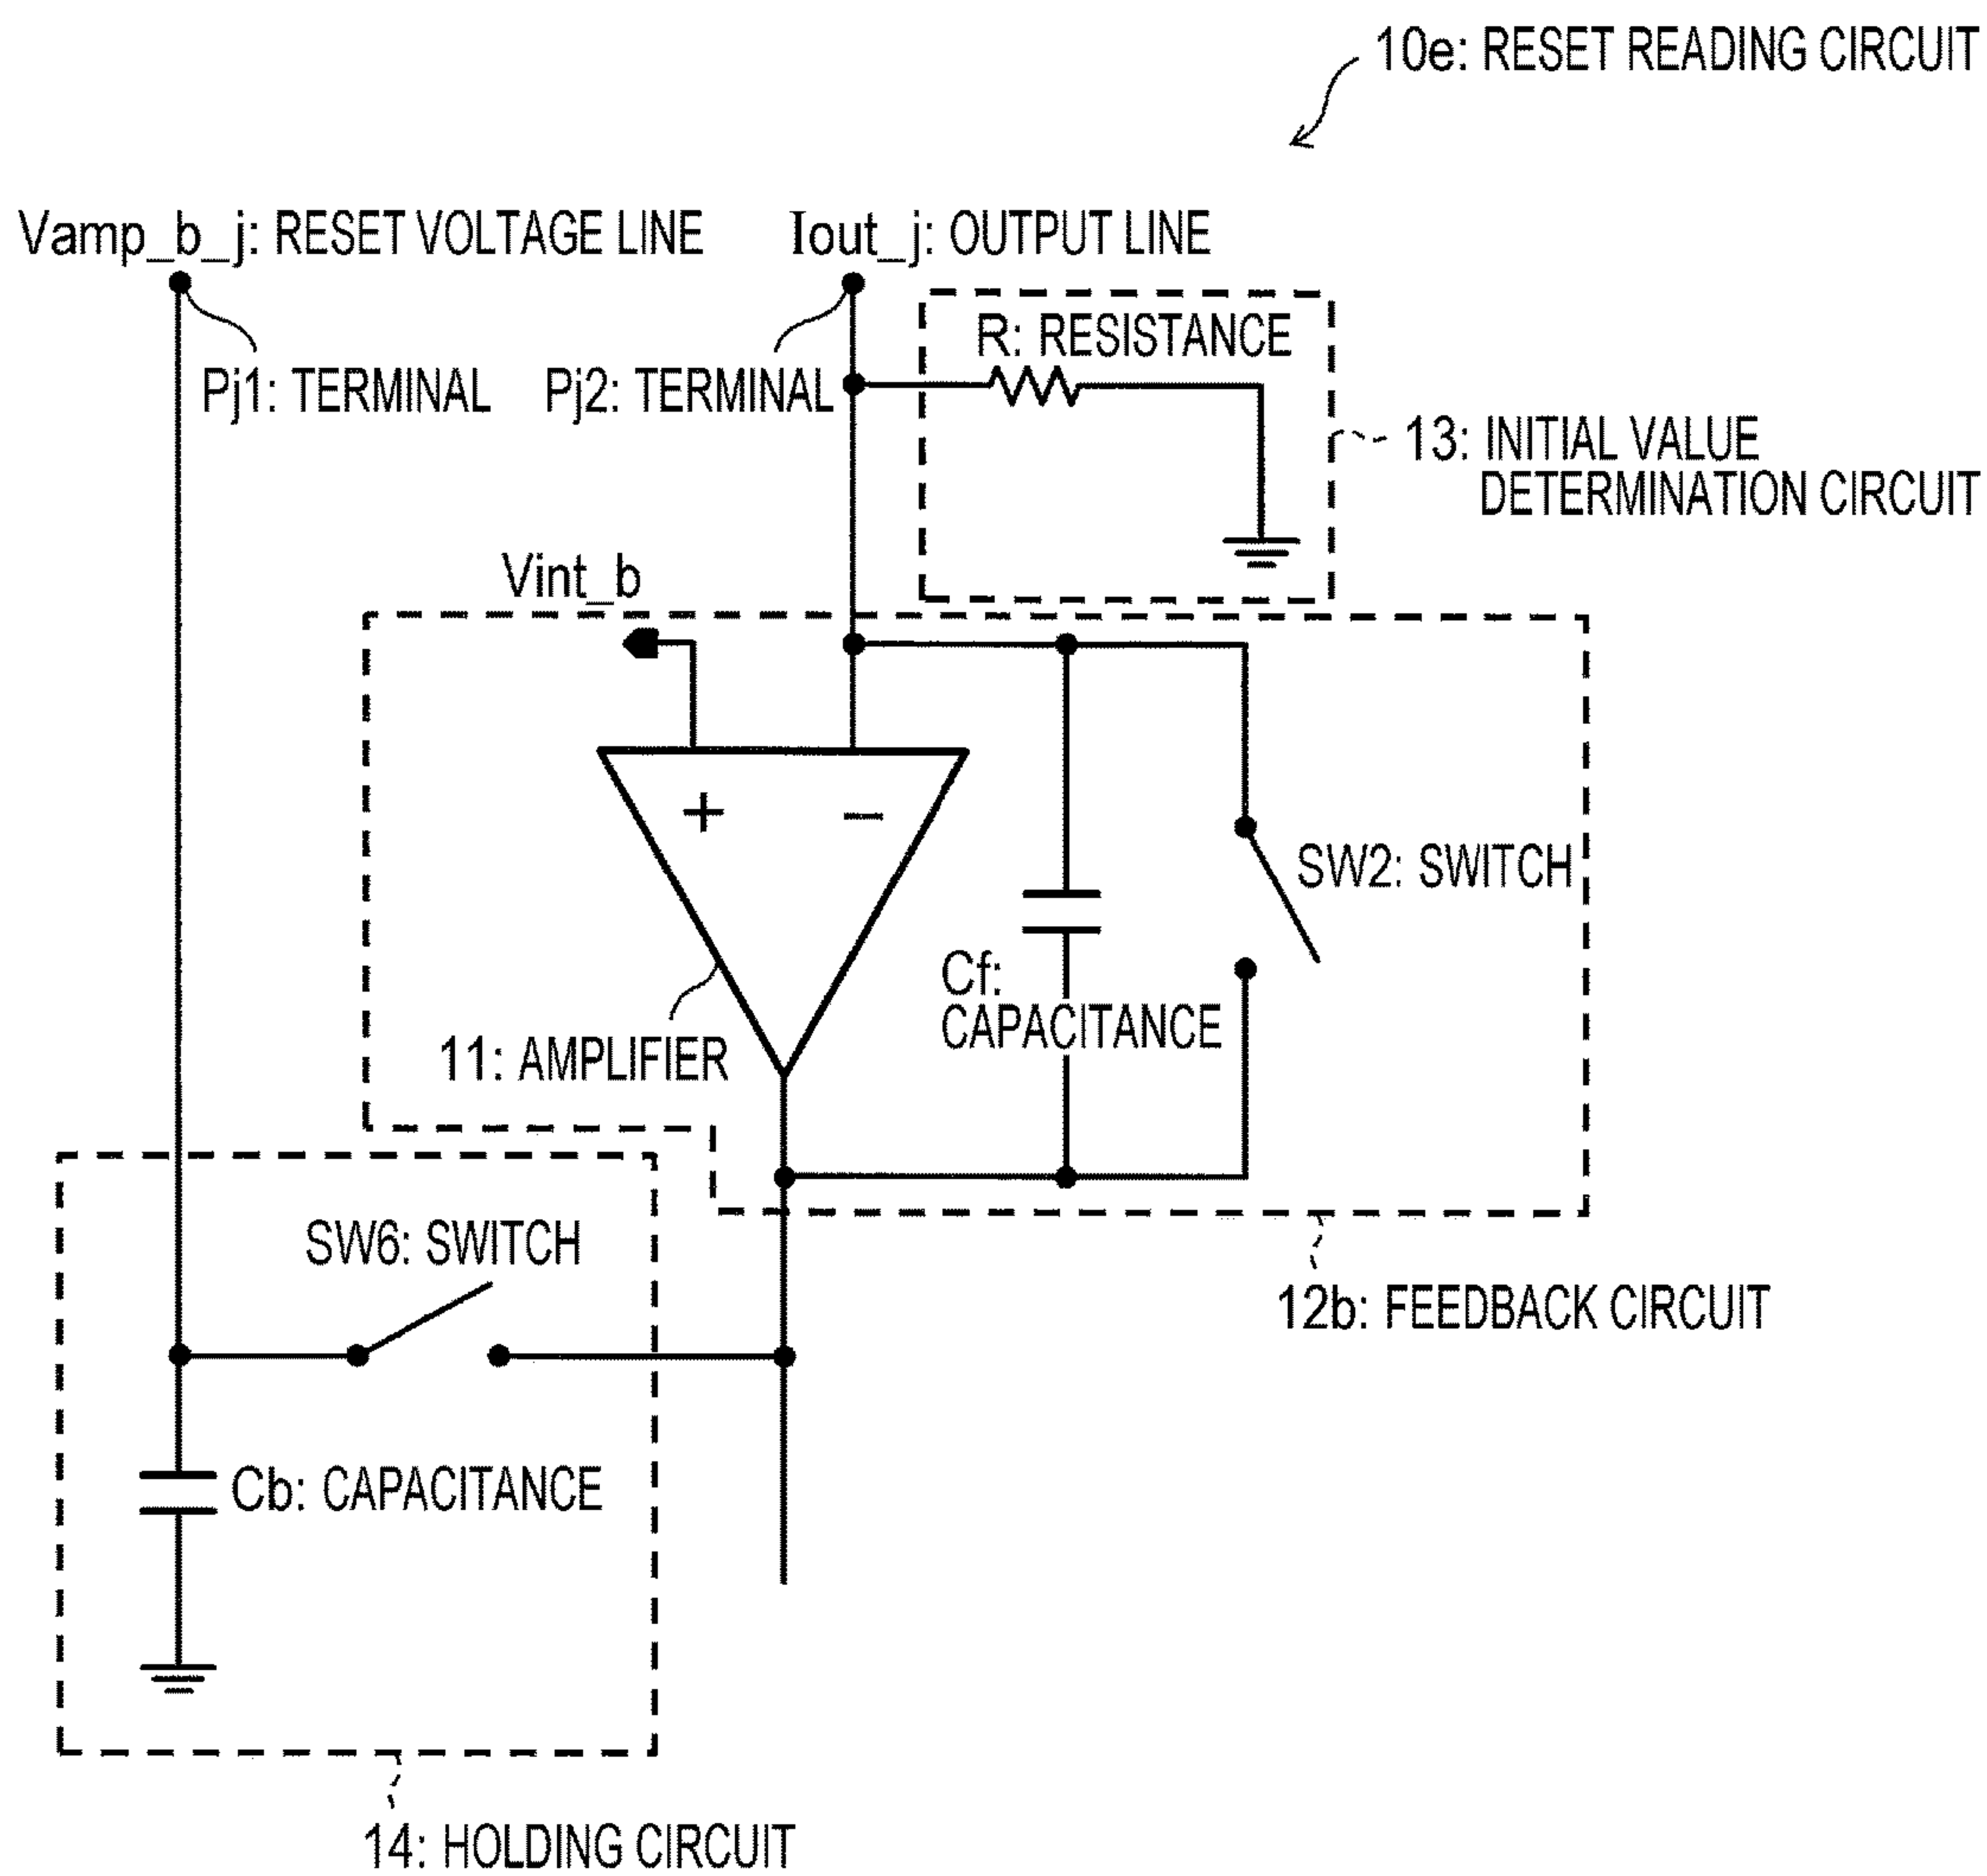 10e: RESET READING CIRCUIT
Vamp_b_j: RESET VOLTAGE LINE
Iout_j: OUTPUT LINE
R: RESISTANCE
Pj1: TERMINAL
Pj2: TERMINAL
13: INITIAL VALUE
DETERMINATION CIRCUIT
Vint_b
+
−
SW2: SWITCH
Cf:
CAPACITANCE
11: AMPLIFIER
SW6: SWITCH
12b: FEEDBACK CIRCUIT
Cb: CAPACITANCE
14: HOLDING CIRCUIT